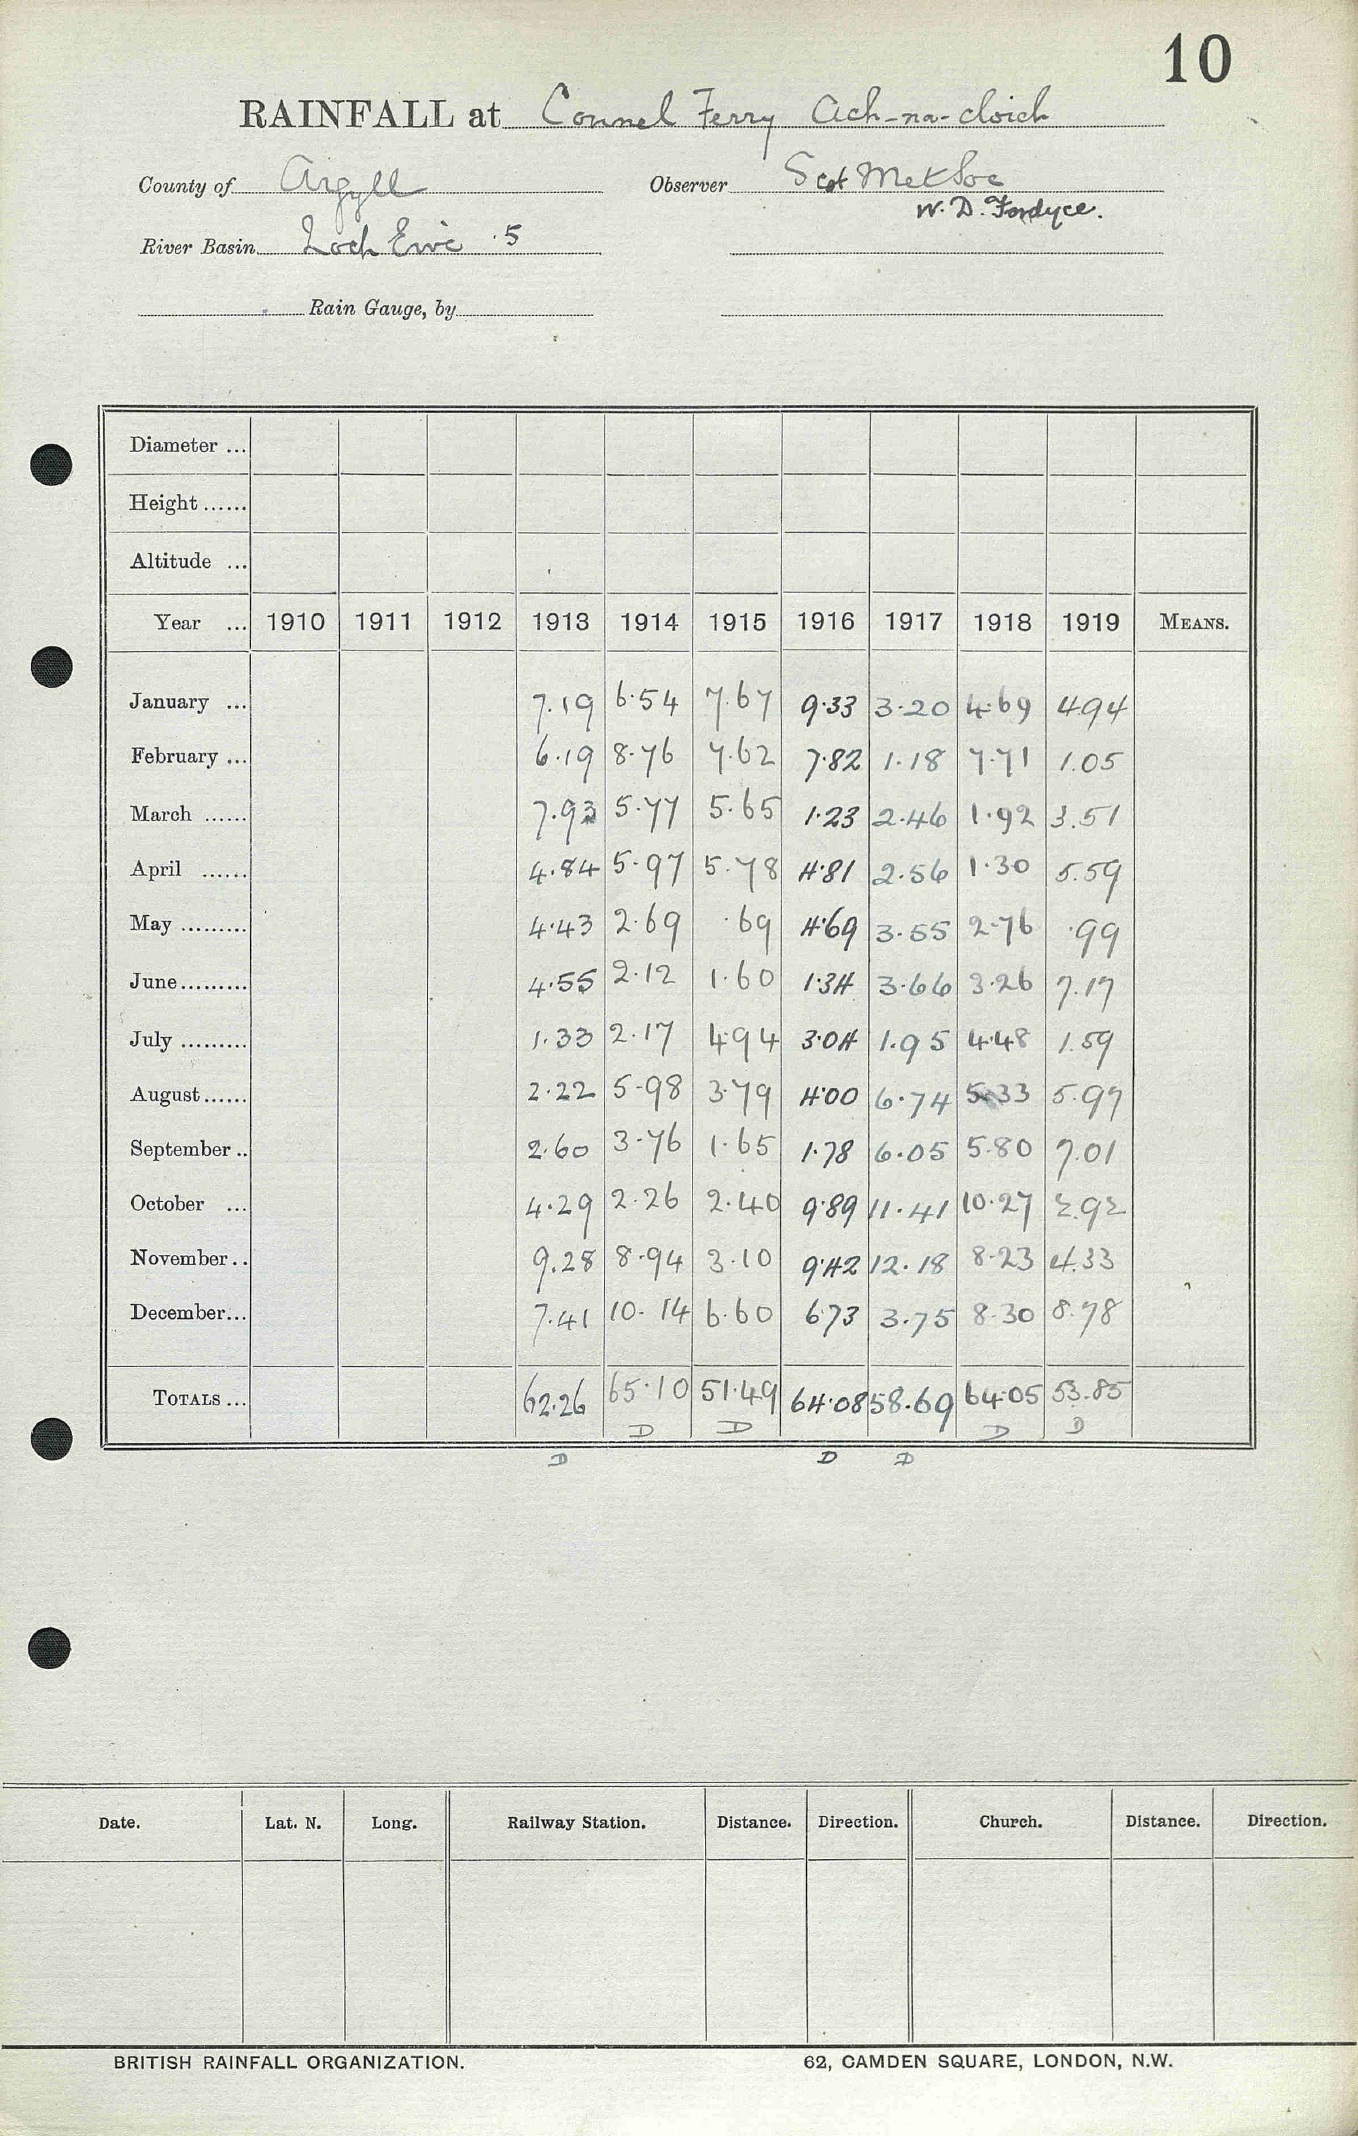 10
RAINFALL at Connel Ferry Ach-na-cloich
County of Argyll Observer Scot Met Soc
W. D. Fordyce.
River Basin Loch Etive 5
Rain Gauge, by
Diameter ...
Height ......
Altitude ...
Year ... 1910 1911 1912 1913 1914 1915 1916 1917 1918 1919 MEANS.
January ... 7.19 6.54 7.67 9.33 3.20 4.69 4.94
February ... 6.19 8.76 7.62 7.82 1.18 7.71 1.05
March ...... 7.93 5.77 5.65 1.23 2.46 1.92 3.51
April ...... 4.84 5.97 5.78 4.81 2.56 1.30 5.59
May ......... 4.43 2.69 .69 4.69 3.55 2.76 .99
June ......... 4.55 2.12 1.60 1.34 3.66 3.26 7.17
July ......... 1.33 2.17 4.94 3.04 1.95 4.48 1.59
August ...... 2.22 5.98 3.79 4.00 6.74 5.33 5.97
September .. 2.60 3.76 1.65 1.78 6.05 5.80 7.01
October ... 4.29 2.26 2.40 9.89 11.41 10.27 2.92
November .. 9.28 8.94 3.10 9.42 12.18 8.23 4.33
December ... 7.41 10.14 6.60 6.73 3.75 8.30 8.78
TOTALS ... 62.26 65.10 51.49 64.08 58.69 64.05 53.85
D D D D
D D D
Date. Lat. N. Long. Railway Station. Distance. Direction. Church. Distance. Direction.
BRITISH RAINFALL ORGANIZATION. 62, CAMDEN SQUARE, LONDON, N.W.